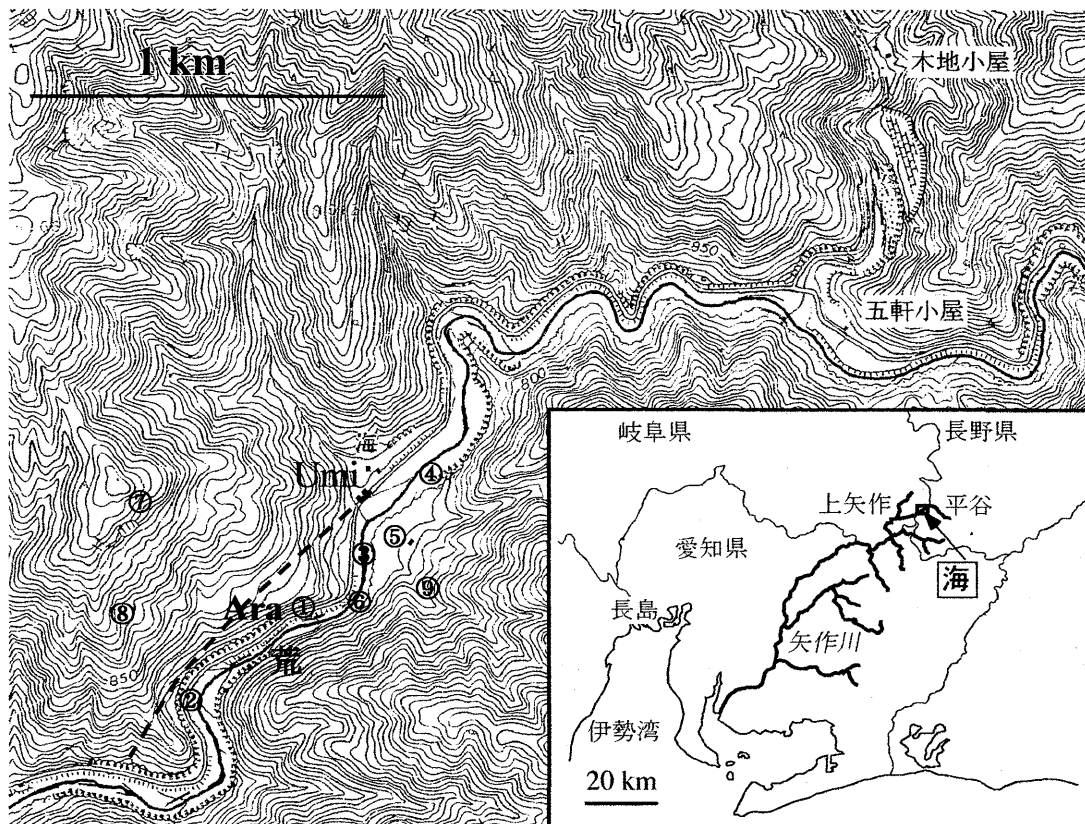 1 km
木地小屋
850
五軒小屋
800
海
Umi
④
⑦
⑤
③
⑨
⑧
Ara ①
⑥
荒
850
②
岐阜県
長野県
上矢作
平谷
愛知県
海
長島
矢作川
伊勢湾
20 km